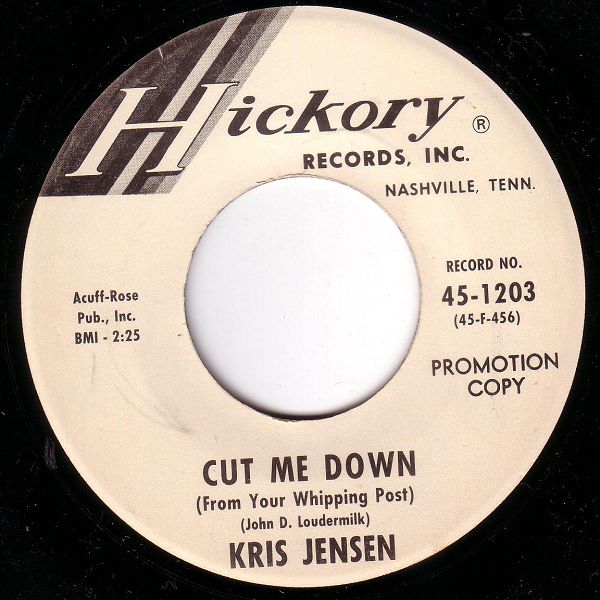 Hickory ®
RECORDS, INC.
NASHVILLE, TENN.
RECORD NO.
45-1203
(45-F-456)
Acuff-Rose
Pub., Inc.
BMI - 2:25
PROMOTION
COPY
CUT ME DOWN
(From Your Whipping Post)
(John D. Loudermilk)
KRIS JENSEN